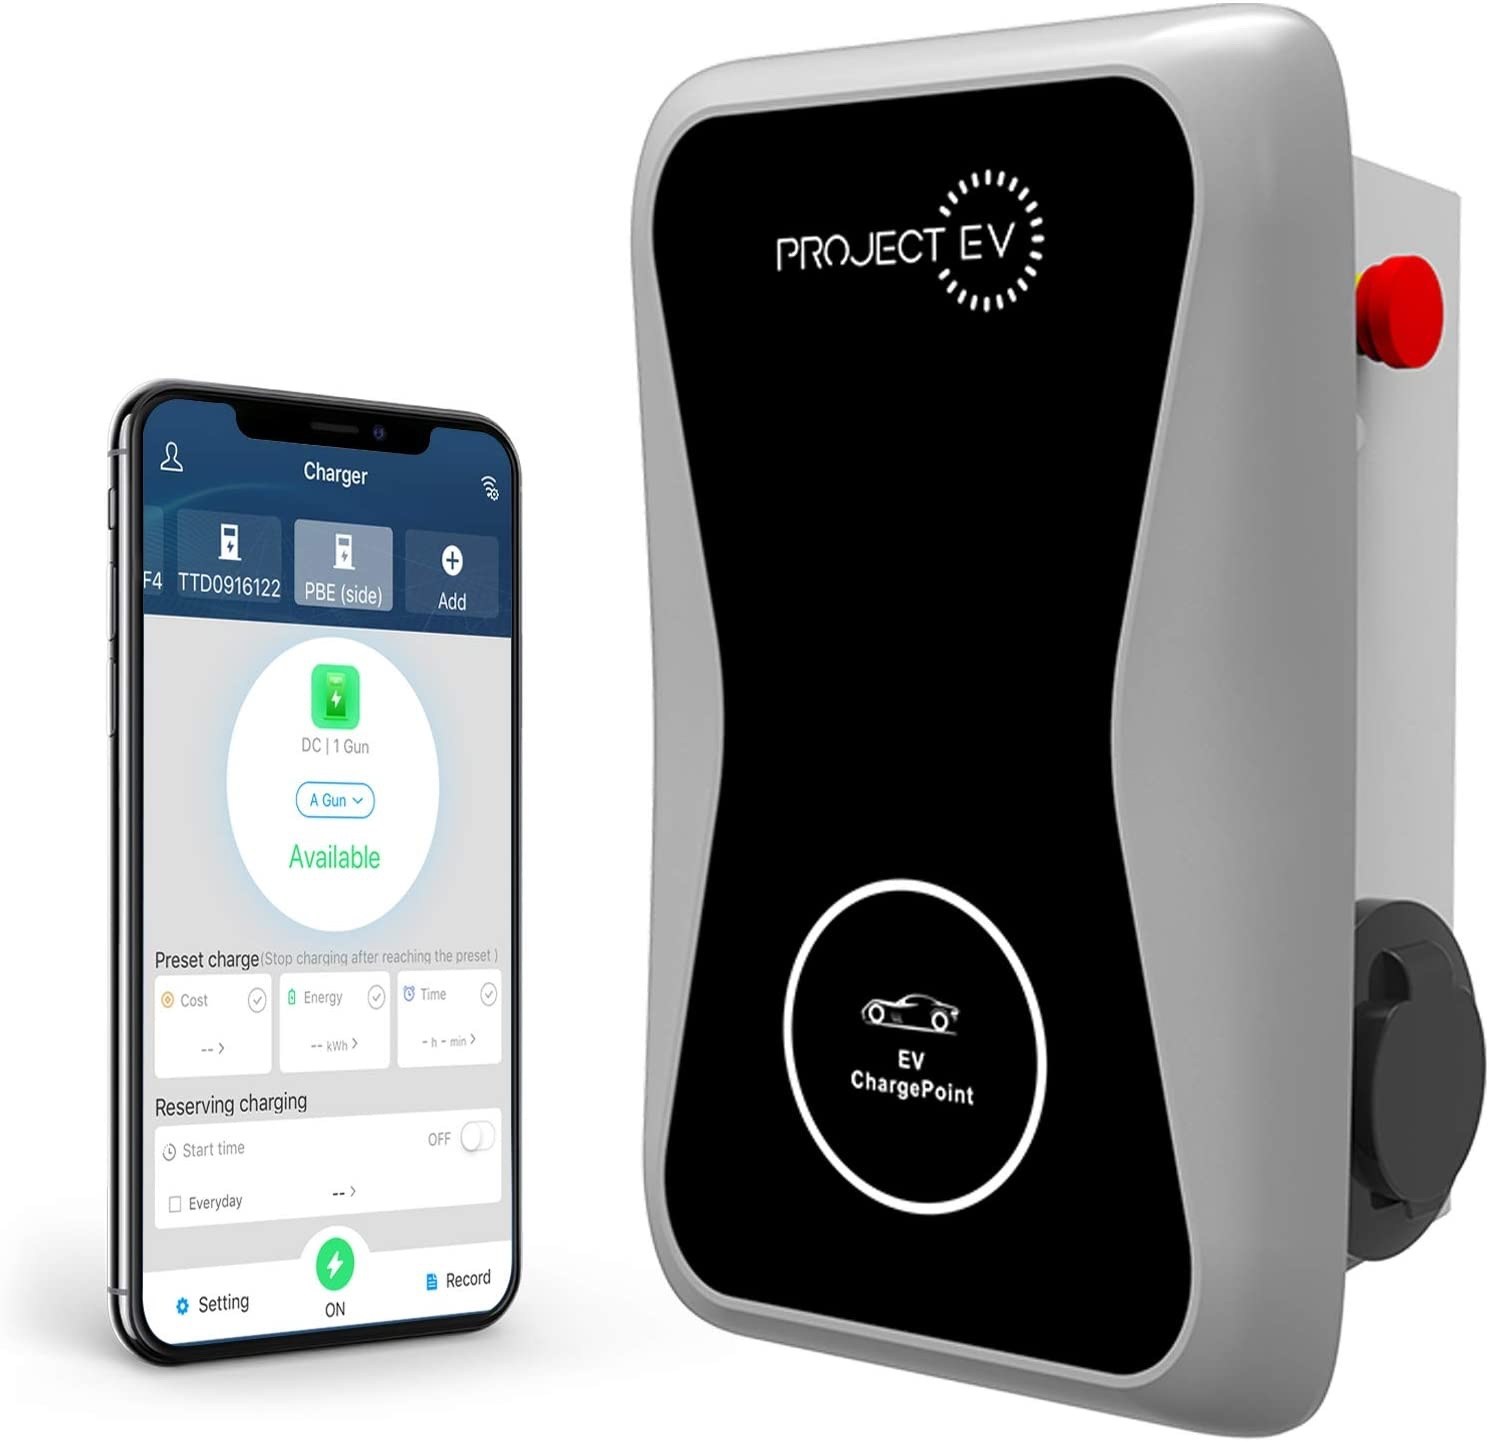 Charger
F4
TTD0916122
PBE (side)
Add
DC | 1 Gun
A Gun
Available
Preset charge(Stop charging after reaching the preset )
Cost
Energy
Time
--
-- kWh
- h - min
Reserving charging
Start time
OFF
Everyday
--
Setting
ON
Record
PROJECT EV
EV
ChargePoint